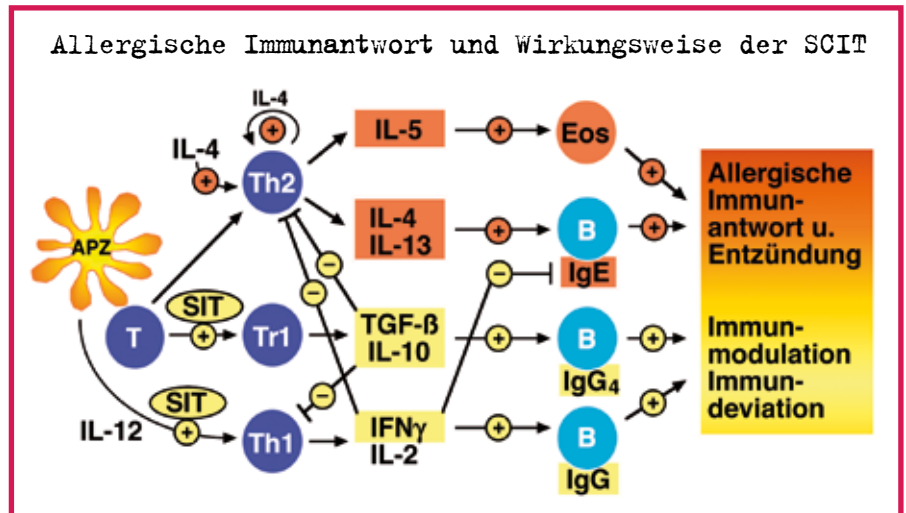 Allergische Immunantwort und Wirkungsweise der SCIT
IL-4
+
IL-4
+
Th2
IL-5
+
Eos
+
IL-4
IL-13
+
B
IgE
+
Allergische
Immun-
antwort u.
Entzündung
APZ
T
SIT
+
Tr1
−
−
−
TGF-ß
IL-10
+
B
IgG₄
+
Immun-
modulation
Immun-
deviation
IL-12
SIT
+
Th1
−
IFNγ
IL-2
+
B
IgG
+